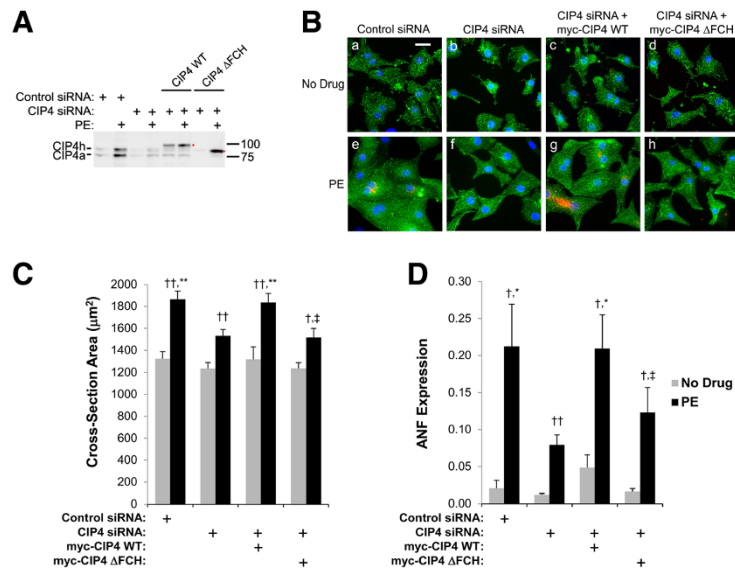 A
CIP4 WT
CIP4 ΔFCH
Control siRNA: + +
CIP4 siRNA: + + + + + +
PE: + + + +
CIP4h
CIP4a
100
75
B
Control siRNA
CIP4 siRNA
CIP4 siRNA +
myc-CIP4 WT
CIP4 siRNA +
myc-CIP4 ΔFCH
No Drug
a
b
c
d
PE
e
f
g
h
C
Cross-Section Area (μm²)
2000
1800
1600
1400
1200
1000
800
600
400
200
0
††,**
††
††,**
†,‡
Control siRNA: +
CIP4 siRNA: + + +
myc-CIP4 WT: +
myc-CIP4 ΔFCH: +
D
ANF Expression
0.30
0.25
0.20
0.15
0.10
0.05
0.00
†,*
††
†,*
†,‡
No Drug
PE
Control siRNA: +
CIP4 siRNA: + + +
myc-CIP4 WT: +
myc-CIP4 ΔFCH: +